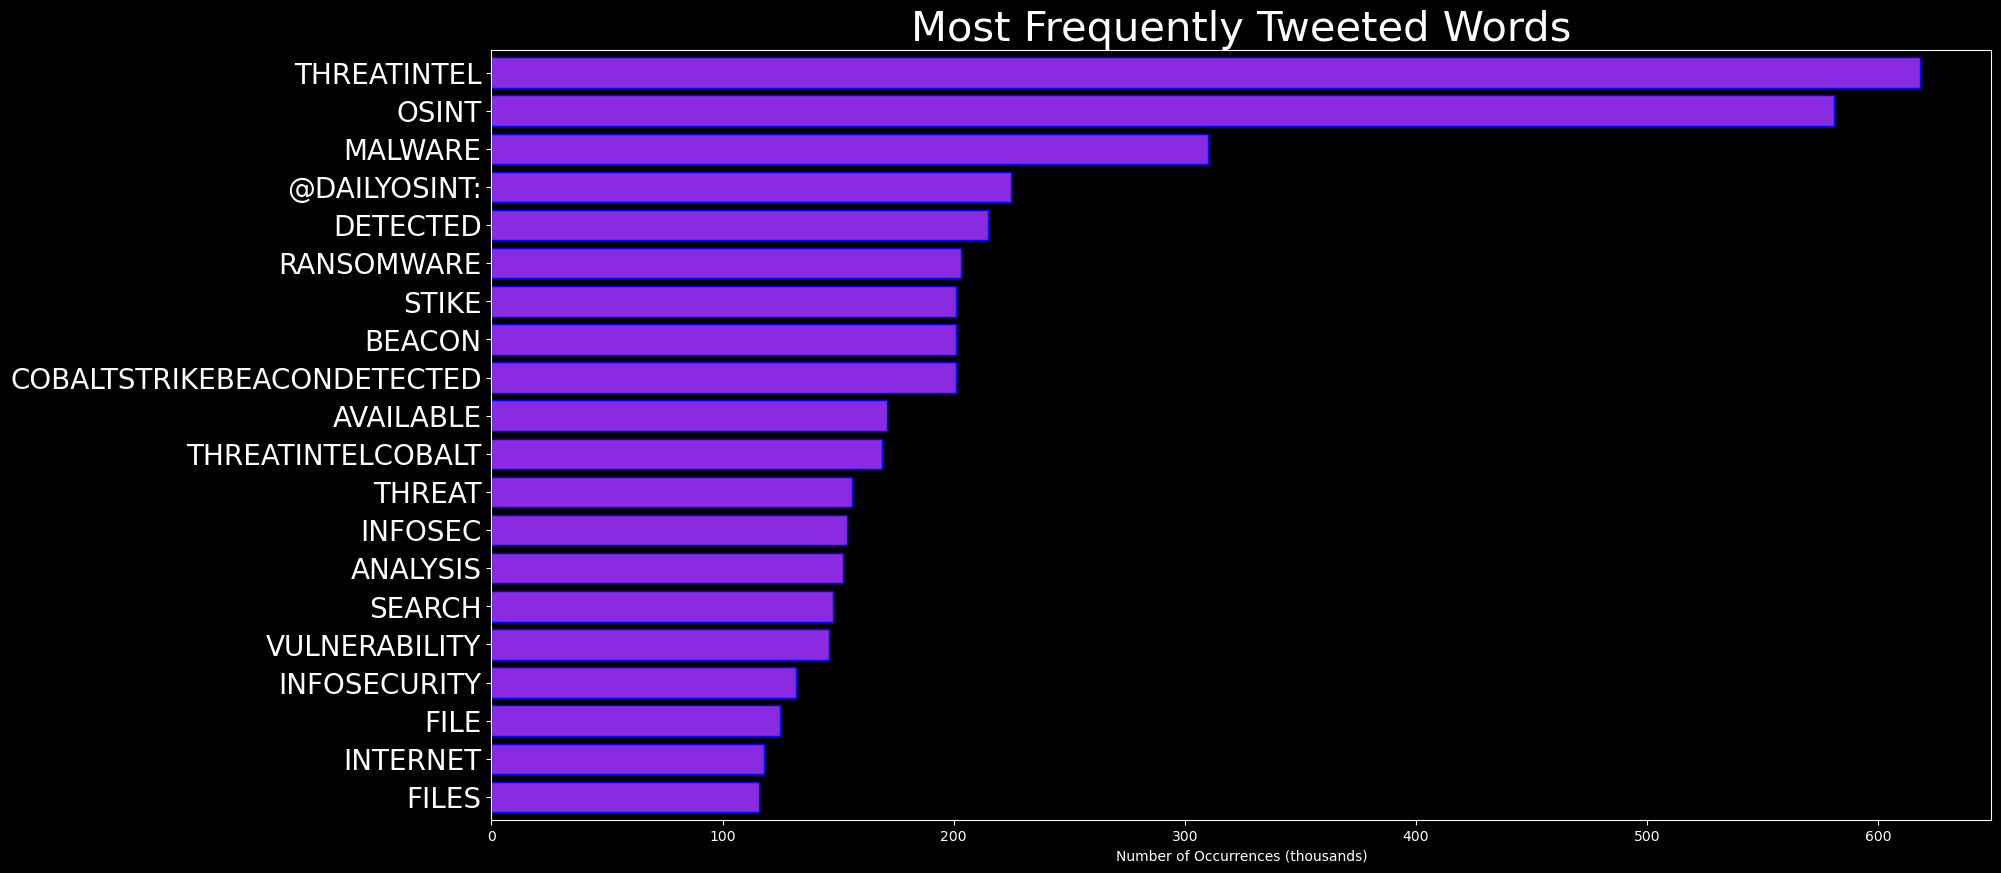 Most Frequently Tweeted Words
THREATINTEL
OSINT
MALWARE
@DAILYOSINT:
DETECTED
RANSOMWARE
STIKE
BEACON
COBALTSTRIKEBEACONDETECTED
AVAILABLE
THREATINTELCOBALT
THREAT
INFOSEC
ANALYSIS
SEARCH
VULNERABILITY
INFOSECURITY
FILE
INTERNET
FILES
0 100 200 300 400 500 600
Number of Occurrences (thousands)